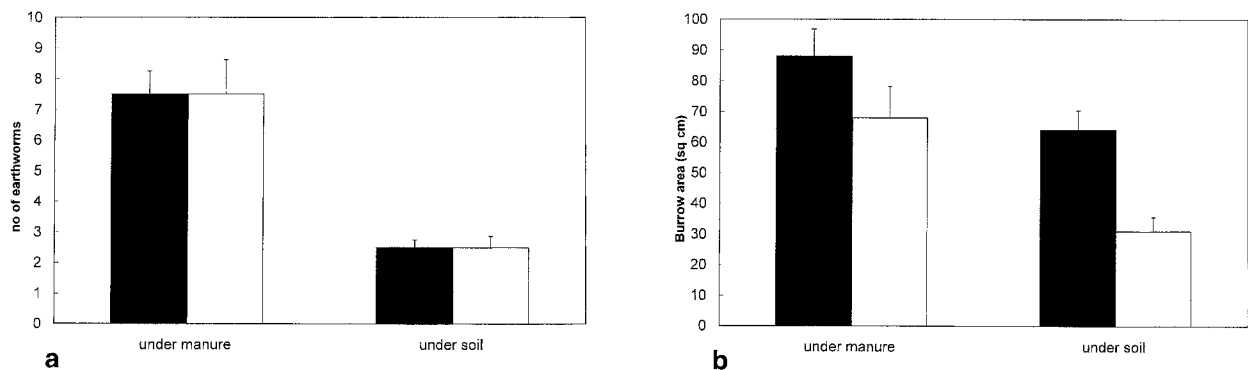 10
9
8
7
6
5
4
3
2
1
0
no of earthworms
under manure
under soil
a
100
90
80
70
60
50
40
30
20
10
0
Burrow area (sq cm)
under manure
under soil
b